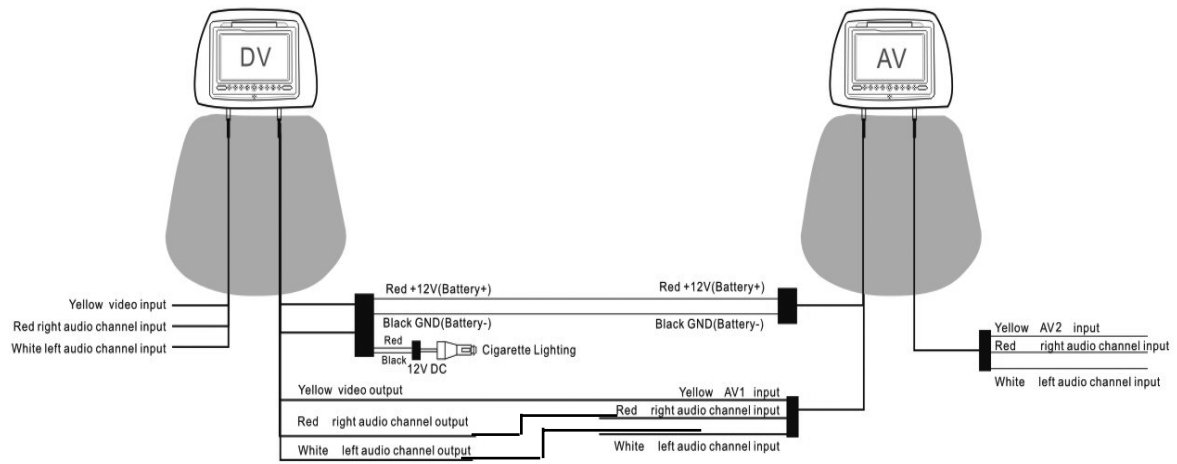 DV
AV
Yellow video input
Red right audio channel input
White left audio channel input
Red +12V(Battery+)
Red +12V(Battery+)
Black GND(Battery-)
Black GND(Battery-)
Red
Black
12V DC
Cigarette Lighting
Yellow video output
Yellow AV1 input
Red right audio channel output
Red right audio channel input
White left audio channel output
White left audio channel input
Yellow AV2 input
Red right audio channel input
White left audio channel input